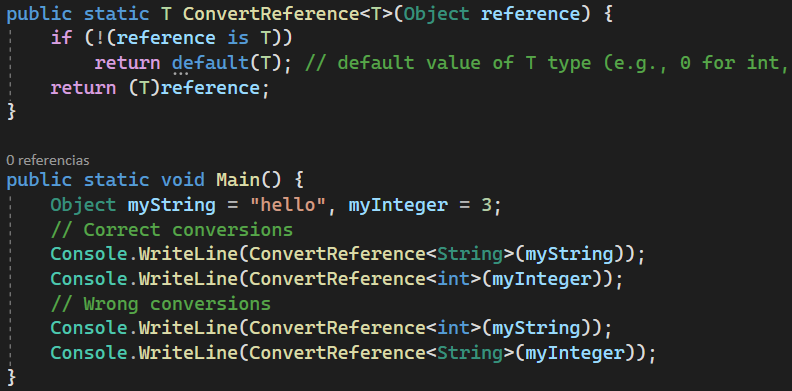 public static T ConvertReference<T>(Object reference) {
    if (!(reference is T))
        return default(T); // default value of T type (e.g., 0 for int,
    return (T)reference;
}
0 referencias
public static void Main() {
    Object myString = "hello", myInteger = 3;
    // Correct conversions
    Console.WriteLine(ConvertReference<String>(myString));
    Console.WriteLine(ConvertReference<int>(myInteger));
    // Wrong conversions
    Console.WriteLine(ConvertReference<int>(myString));
    Console.WriteLine(ConvertReference<String>(myInteger));
}